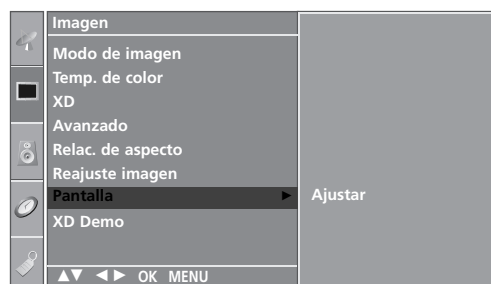 Imagen
Modo de imagen
Temp. de color
XD
Avanzado
Relac. de aspecto
Reajuste imagen
Pantalla ► Ajustar
XD Demo
▲▼ ◄► OK MENU